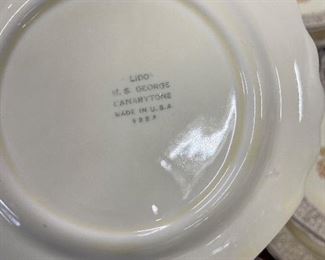 LIDO
W. S. GEORGE
CANARYTONE
MADE IN U.S.A